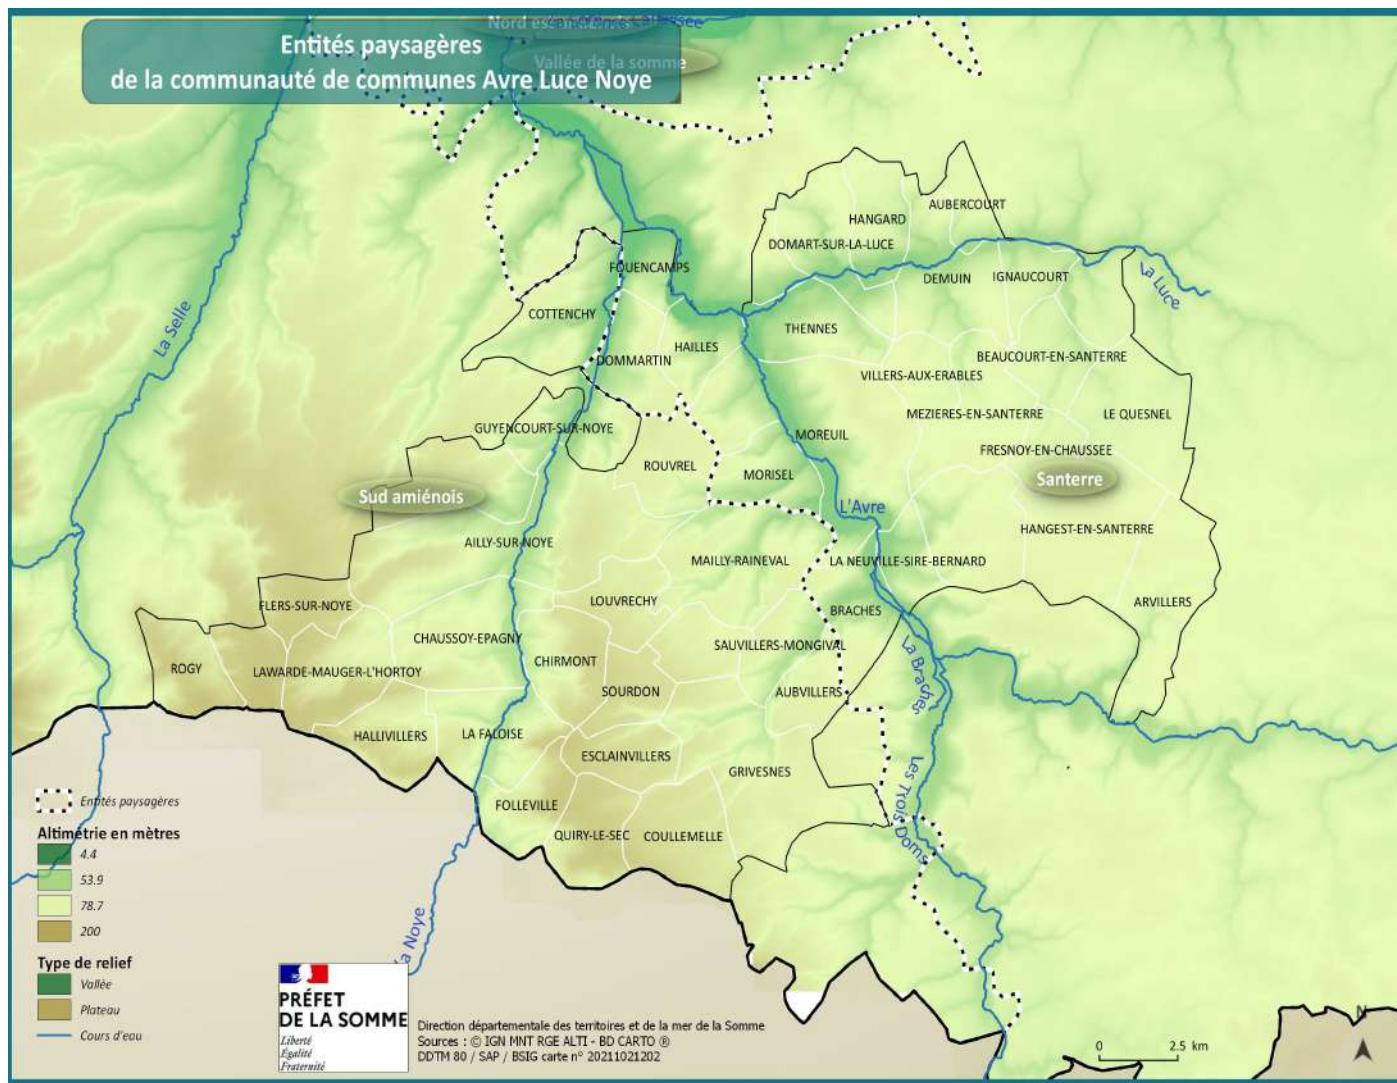 Nord est amiénois
Entités paysagères
de la communauté de communes Avre Luce Noye
Vallée de la somme
AUBERCOURT
HANGARD
DOMART-SUR-LA-LUCE
FOUENCAMPS
DEMUIN
IGNAUCOURT
La Luce
La Selle
COTTENCHY
THENNES
HAILLES
DOMMARTIN
BEAUCOURT-EN-SANTERRE
VILLERS-AUX-ERABLES
MEZIERES-EN-SANTERRE
LE QUESNEL
GUYENCOURT-SUR-NOYE
MOREUIL
FRESNOY-EN-CHAUSSEE
ROUVREL
MORISEL
Santerre
Sud amiénois
L'Avre
HANGEST-EN-SANTERRE
AILLY-SUR-NOYE
MAILLY-RAINEVAL
LA NEUVILLE-SIRE-BERNARD
FLERS-SUR-NOYE
LOUVRECHY
BRACHES
ARVILLERS
CHAUSSOY-EPAGNY
SAUVILLERS-MONGIVAL
CHIRMONT
ROGY
LAWARDE-MAUGER-L'HORTOY
La Braches
SOURDON
AUBVILLERS
HALLIVILLERS
LA FALOISE
ESCLAINVILLERS
GRIVESNES
Les Trois Doms
FOLLEVILLE
QUIRY-LE-SEC
COULLEMELLE
La Noye
Entités paysagères
Altimétrie en mètres
4.4
53.9
78.7
200
Type de relief
Vallée
Plateau
Cours d'eau
PRÉFET
DE LA SOMME
Liberté
Égalité
Fraternité
Direction départementale des territoires et de la mer de la Somme
Sources : © IGN MNT RGE ALTI - BD CARTO ®
DDTM 80 / SAP / BSIG carte n° 20211021202
0 2.5 km
N